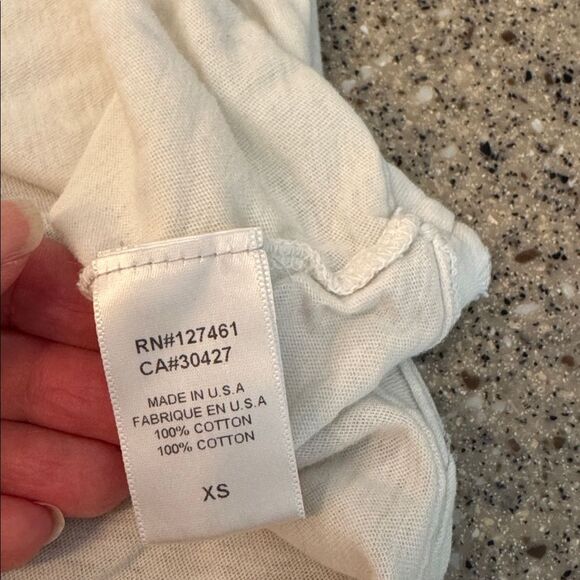 RN#127461
CA#30427
MADE IN U.S.A
FABRIQUE EN U.S.A
100% COTTON
100% COTTON
XS